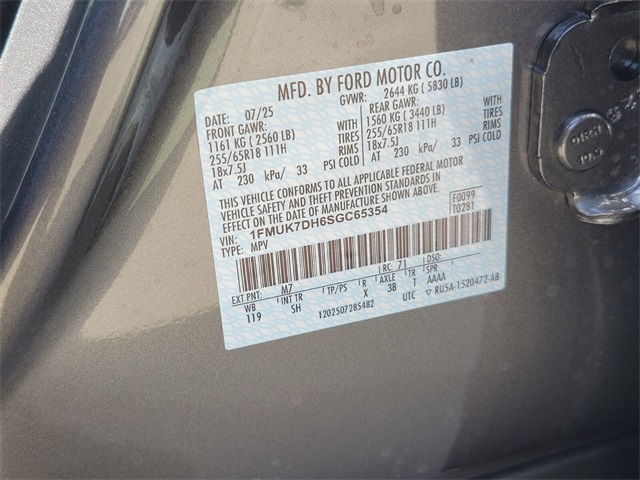 MFD. BY FORD MOTOR CO.
DATE: 07/25 GVWR: 2644 KG ( 5830 LB)
FRONT GAWR: REAR GAWR:
1161 KG ( 2560 LB) WITH 1560 KG ( 3440 LB) WITH
255/65R18 111H TIRES 255/65R18 111H TIRES
18x7.5J RIMS 18x7.5J RIMS
AT 230 kPa/ 33 PSI COLD AT 230 kPa/ 33 PSI COLD
THIS VEHICLE CONFORMS TO ALL APPLICABLE FEDERAL MOTOR
VEHICLE SAFETY AND THEFT PREVENTION STANDARDS IN
EFFECT ON THE DATE OF MANUFACTURE SHOWN ABOVE.
VIN: 1FMUK7DH6SGC65354 F0099
TYPE: MPV T0281
EXT PNT: M7 RC: 71 DSO:
WB INT TR TP/PS R AXLE TR SPR
119 SH X 3B T AAAA
1202507285482 UTC RU5A-1520472-AB